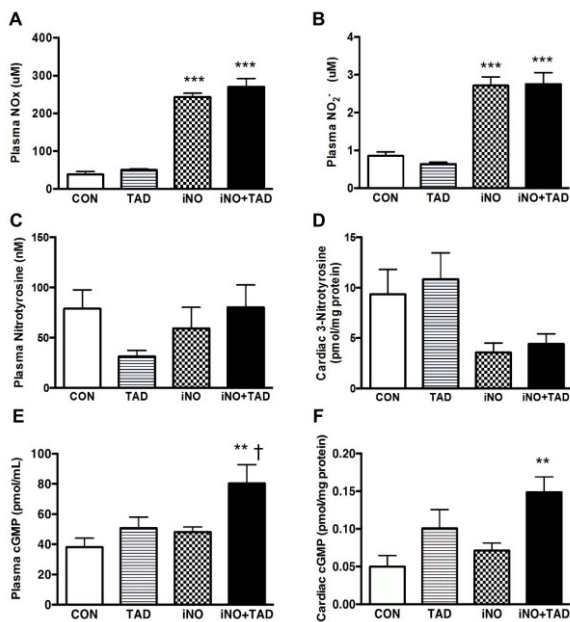 A
Plasma NOx (uM)
400
300
200
100
0
***
***
CON TAD iNO iNO+TAD
B
Plasma NO₂⁻ (uM)
4
3
2
1
0
***
***
CON TAD iNO iNO+TAD
C
Plasma Nitrotyrosine (nM)
150
100
50
0
CON TAD iNO iNO+TAD
D
Cardiac 3-Nitrotyrosine
(pmol/mg protein)
15
10
5
0
CON TAD iNO iNO+TAD
E
Plasma cGMP (pmol/mL)
100
80
60
40
20
0
** †
CON TAD iNO iNO+TAD
F
Cardiac cGMP (pmol/mg protein)
0.20
0.15
0.10
0.05
0.00
**
CON TAD iNO iNO+TAD